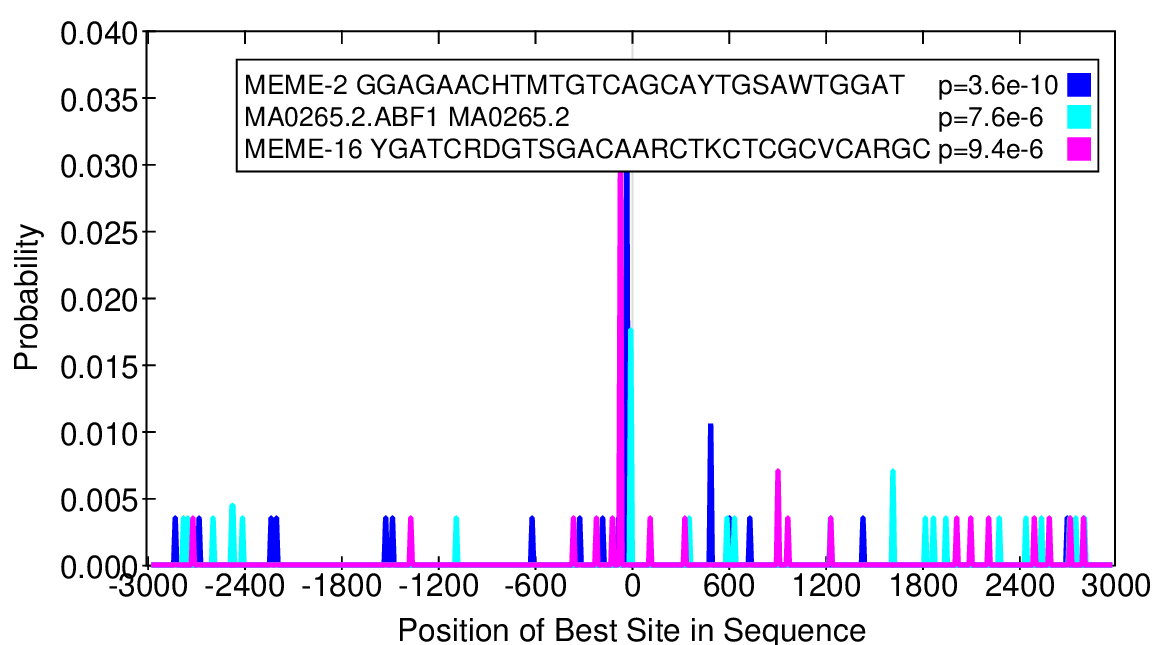 0.040
MEME-2 GGAGAACHTMTGTCAGCAYTGSAWTGGAT p=3.6e-10
0.035
MA0265.2.ABF1 MA0265.2 p=7.6e-6
MEME-16 YGATCRDGTSGACAARCTKCTCGCVCARGC p=9.4e-6
0.030
0.025
0.020
0.015
0.010
0.005
0.000
Probability
-3000 -2400 -1800 -1200 -600 0 600 1200 1800 2400 3000
Position of Best Site in Sequence